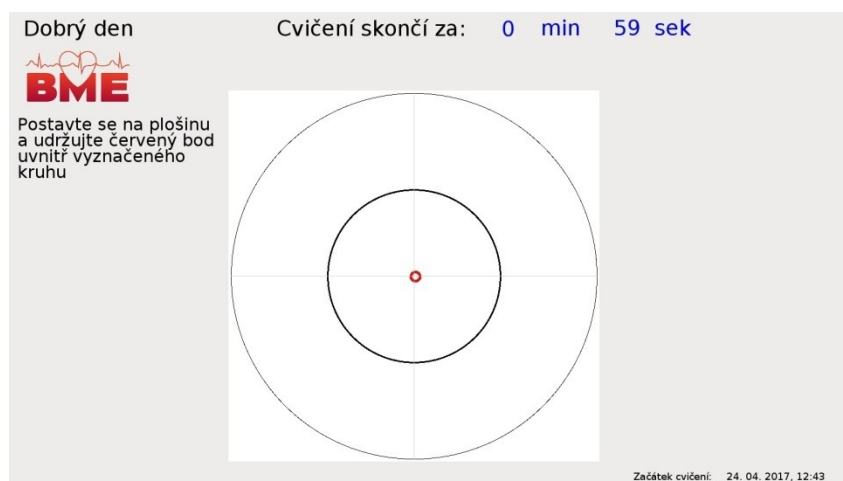 Dobrý den
Cvičení skončí za: 0 min 59 sek
BME
Postavte se na plošinu
a udržujte červený bod
uvnitř vyznačeného
kruhu
Začátek cvičení: 24. 04. 2017, 12:43